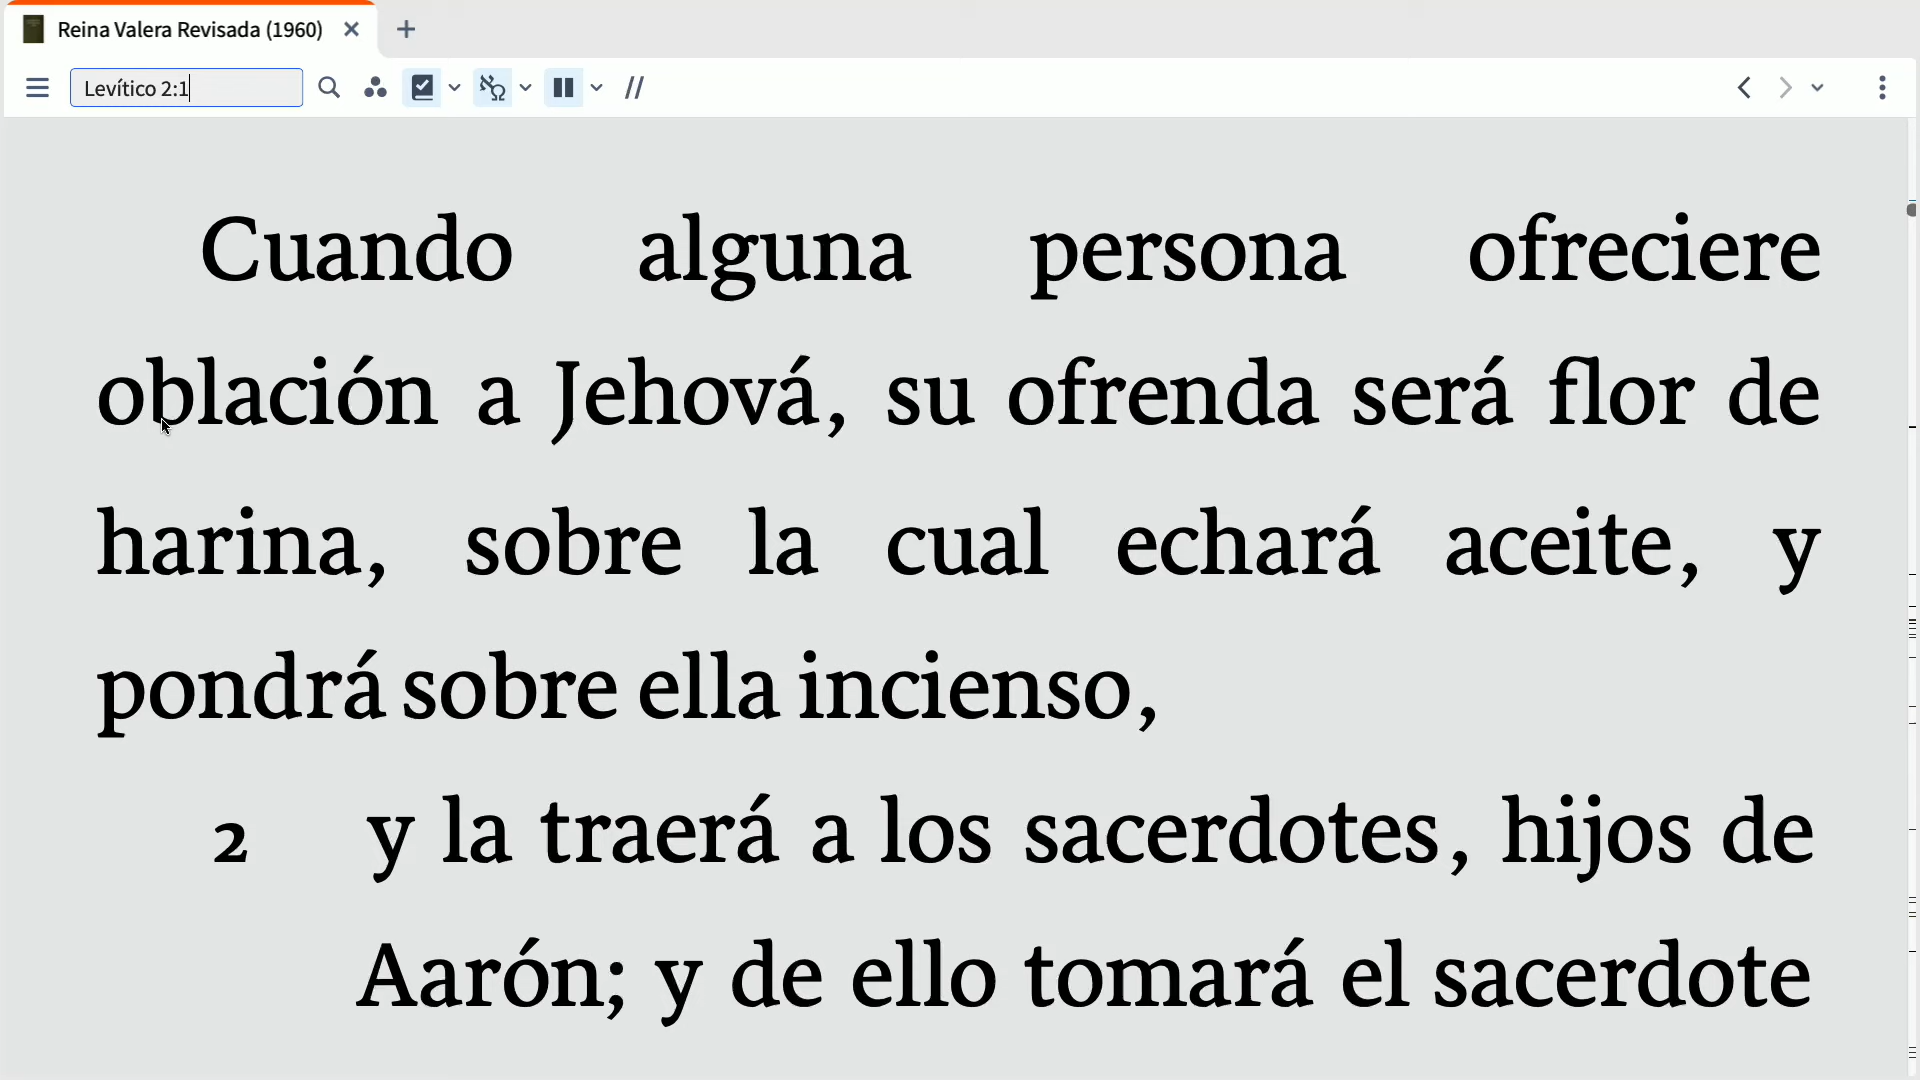 Reina Valera Revisada (1960)
Levítico 2:1
Cuando alguna persona ofreciere
oblación a Jehová, su ofrenda será flor de
harina, sobre la cual echará aceite, y
pondrá sobre ella incienso,
2 y la traerá a los sacerdotes, hijos de
Aarón; y de ello tomará el sacerdote